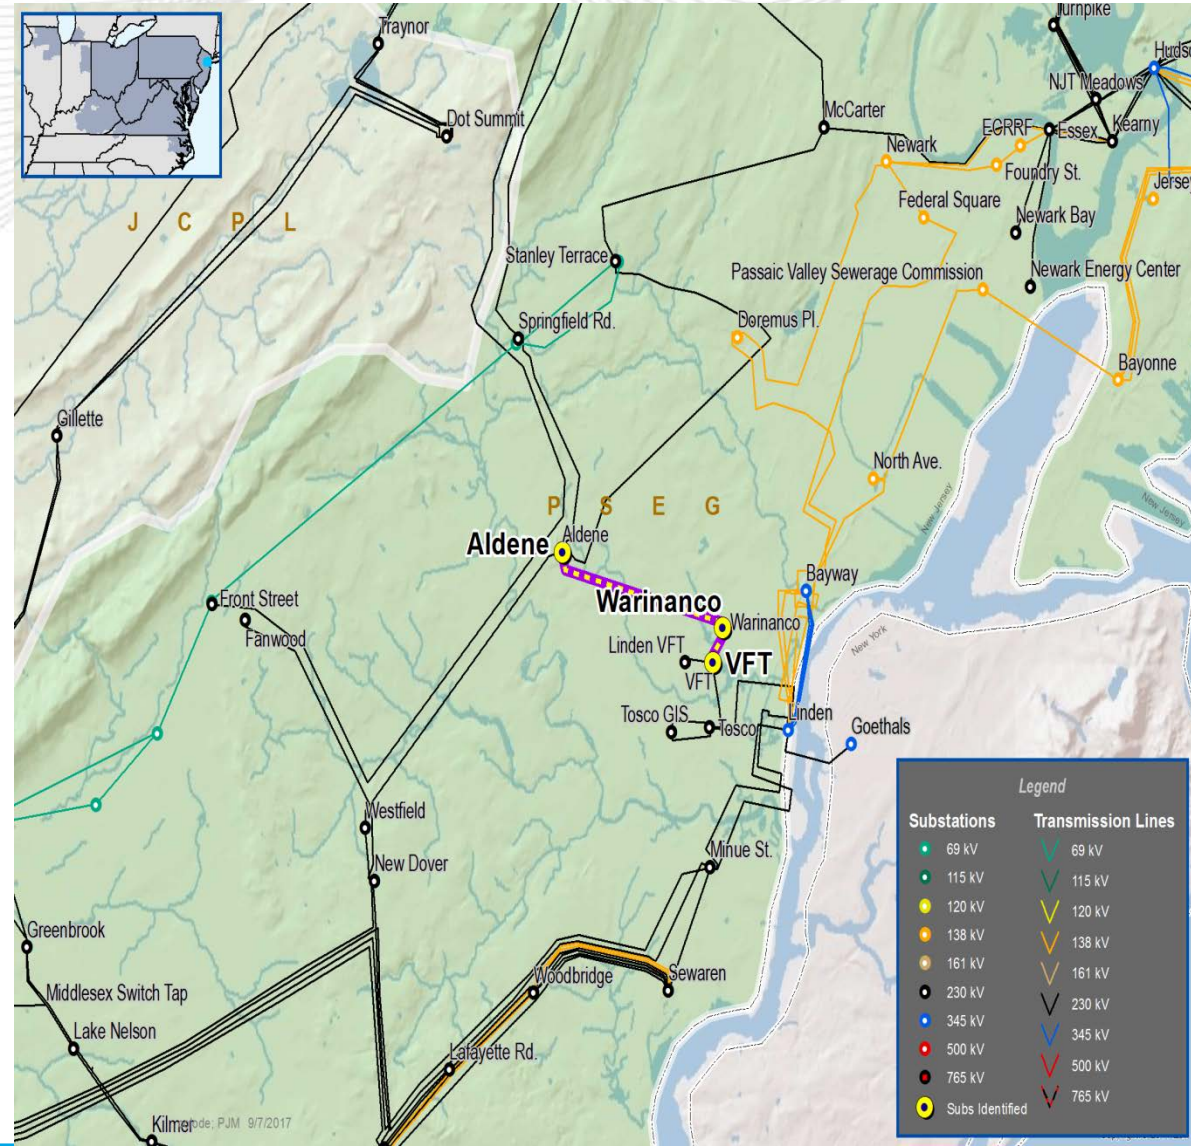 Traynor
Turnpike
Hudso
NJT Meadows
Dot Summit
McCarter
ECRRF
Essex
Kearny
Newark
Foundry St.
Federal Square
Jersey
J C P L
Newark Bay
Stanley Terrace
Passaic Valley Sewerage Commission
Newark Energy Center
Springfield Rd.
Doremus Pl.
Bayonne
Gillette
North Ave.
New Jersey
New Jersey
P S E G
Aldene
Aldene
Bayway
Warinanco
Front Street
Warinanco
Fanwood
New York
Linden VFT
VFT
VFT
Tosco GIS
Tosco
Linden
Goethals
Westfield
Minue St.
New Dover
Greenbrook
Woodbridge
Sewaren
Middlesex Switch Tap
Lake Nelson
Lafayette Rd.
Kilmer
PJM 9/7/2017
Legend
Substations
69 kV
115 kV
120 kV
138 kV
161 kV
230 kV
345 kV
500 kV
765 kV
Subs Identified
Transmission Lines
69 kV
115 kV
120 kV
138 kV
161 kV
230 kV
345 kV
500 kV
765 kV